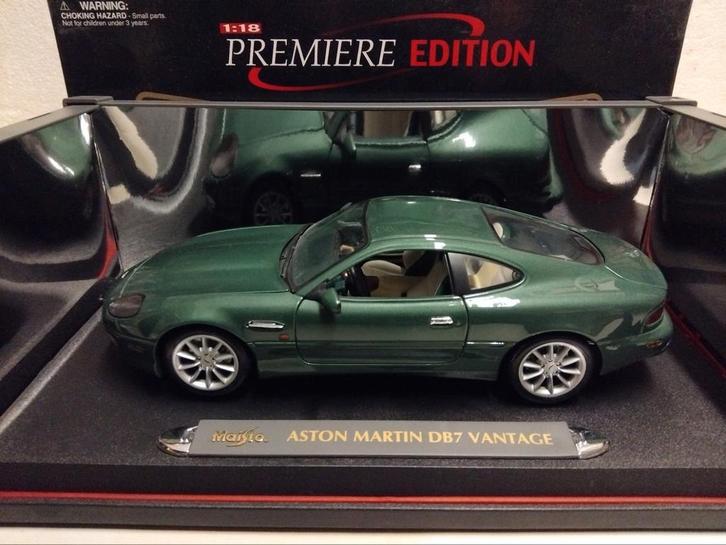 WARNING:
CHOKING HAZARD - Small parts.
Not for children under 3 years.
1:18
PREMIERE EDITION
Maisto
ASTON MARTIN DB7 VANTAGE